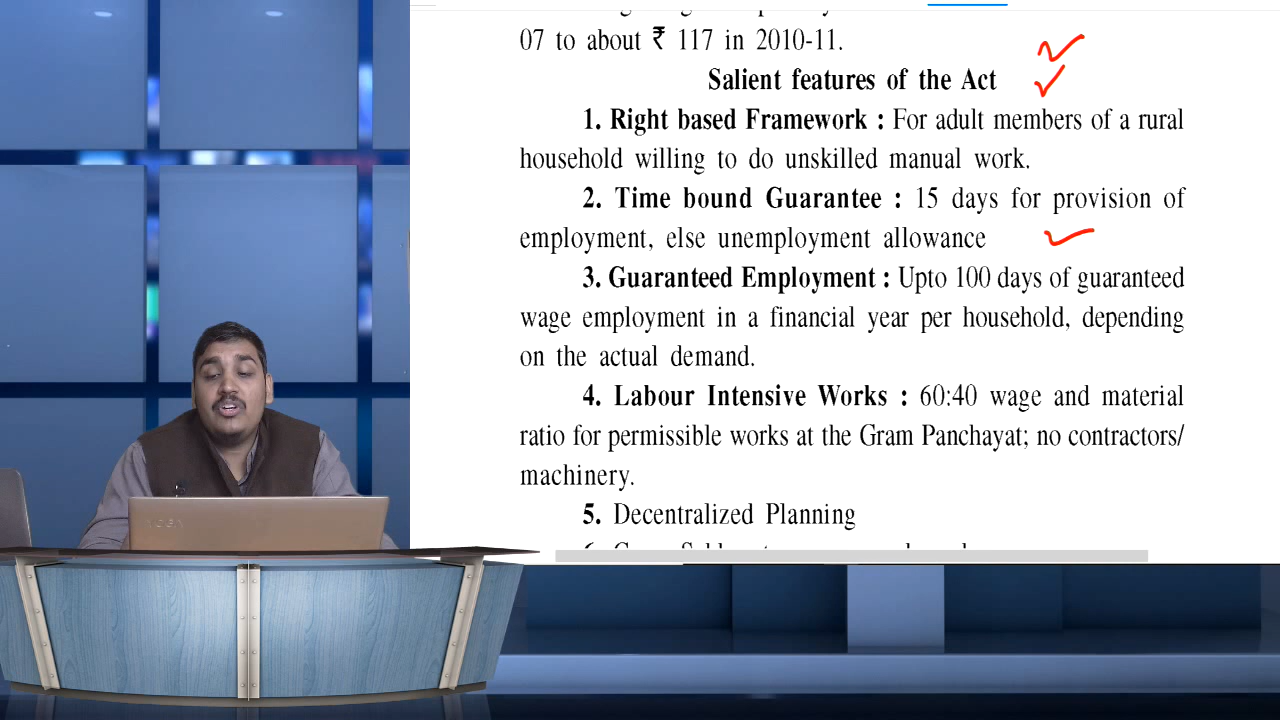 07 to about ₹ 117 in 2010-11.
Salient features of the Act
1. Right based Framework : For adult members of a rural
household willing to do unskilled manual work.
2. Time bound Guarantee : 15 days for provision of
employment, else unemployment allowance
3. Guaranteed Employment : Upto 100 days of guaranteed
wage employment in a financial year per household, depending
on the actual demand.
4. Labour Intensive Works : 60:40 wage and material
ratio for permissible works at the Gram Panchayat; no contractors/
machinery.
5. Decentralized Planning